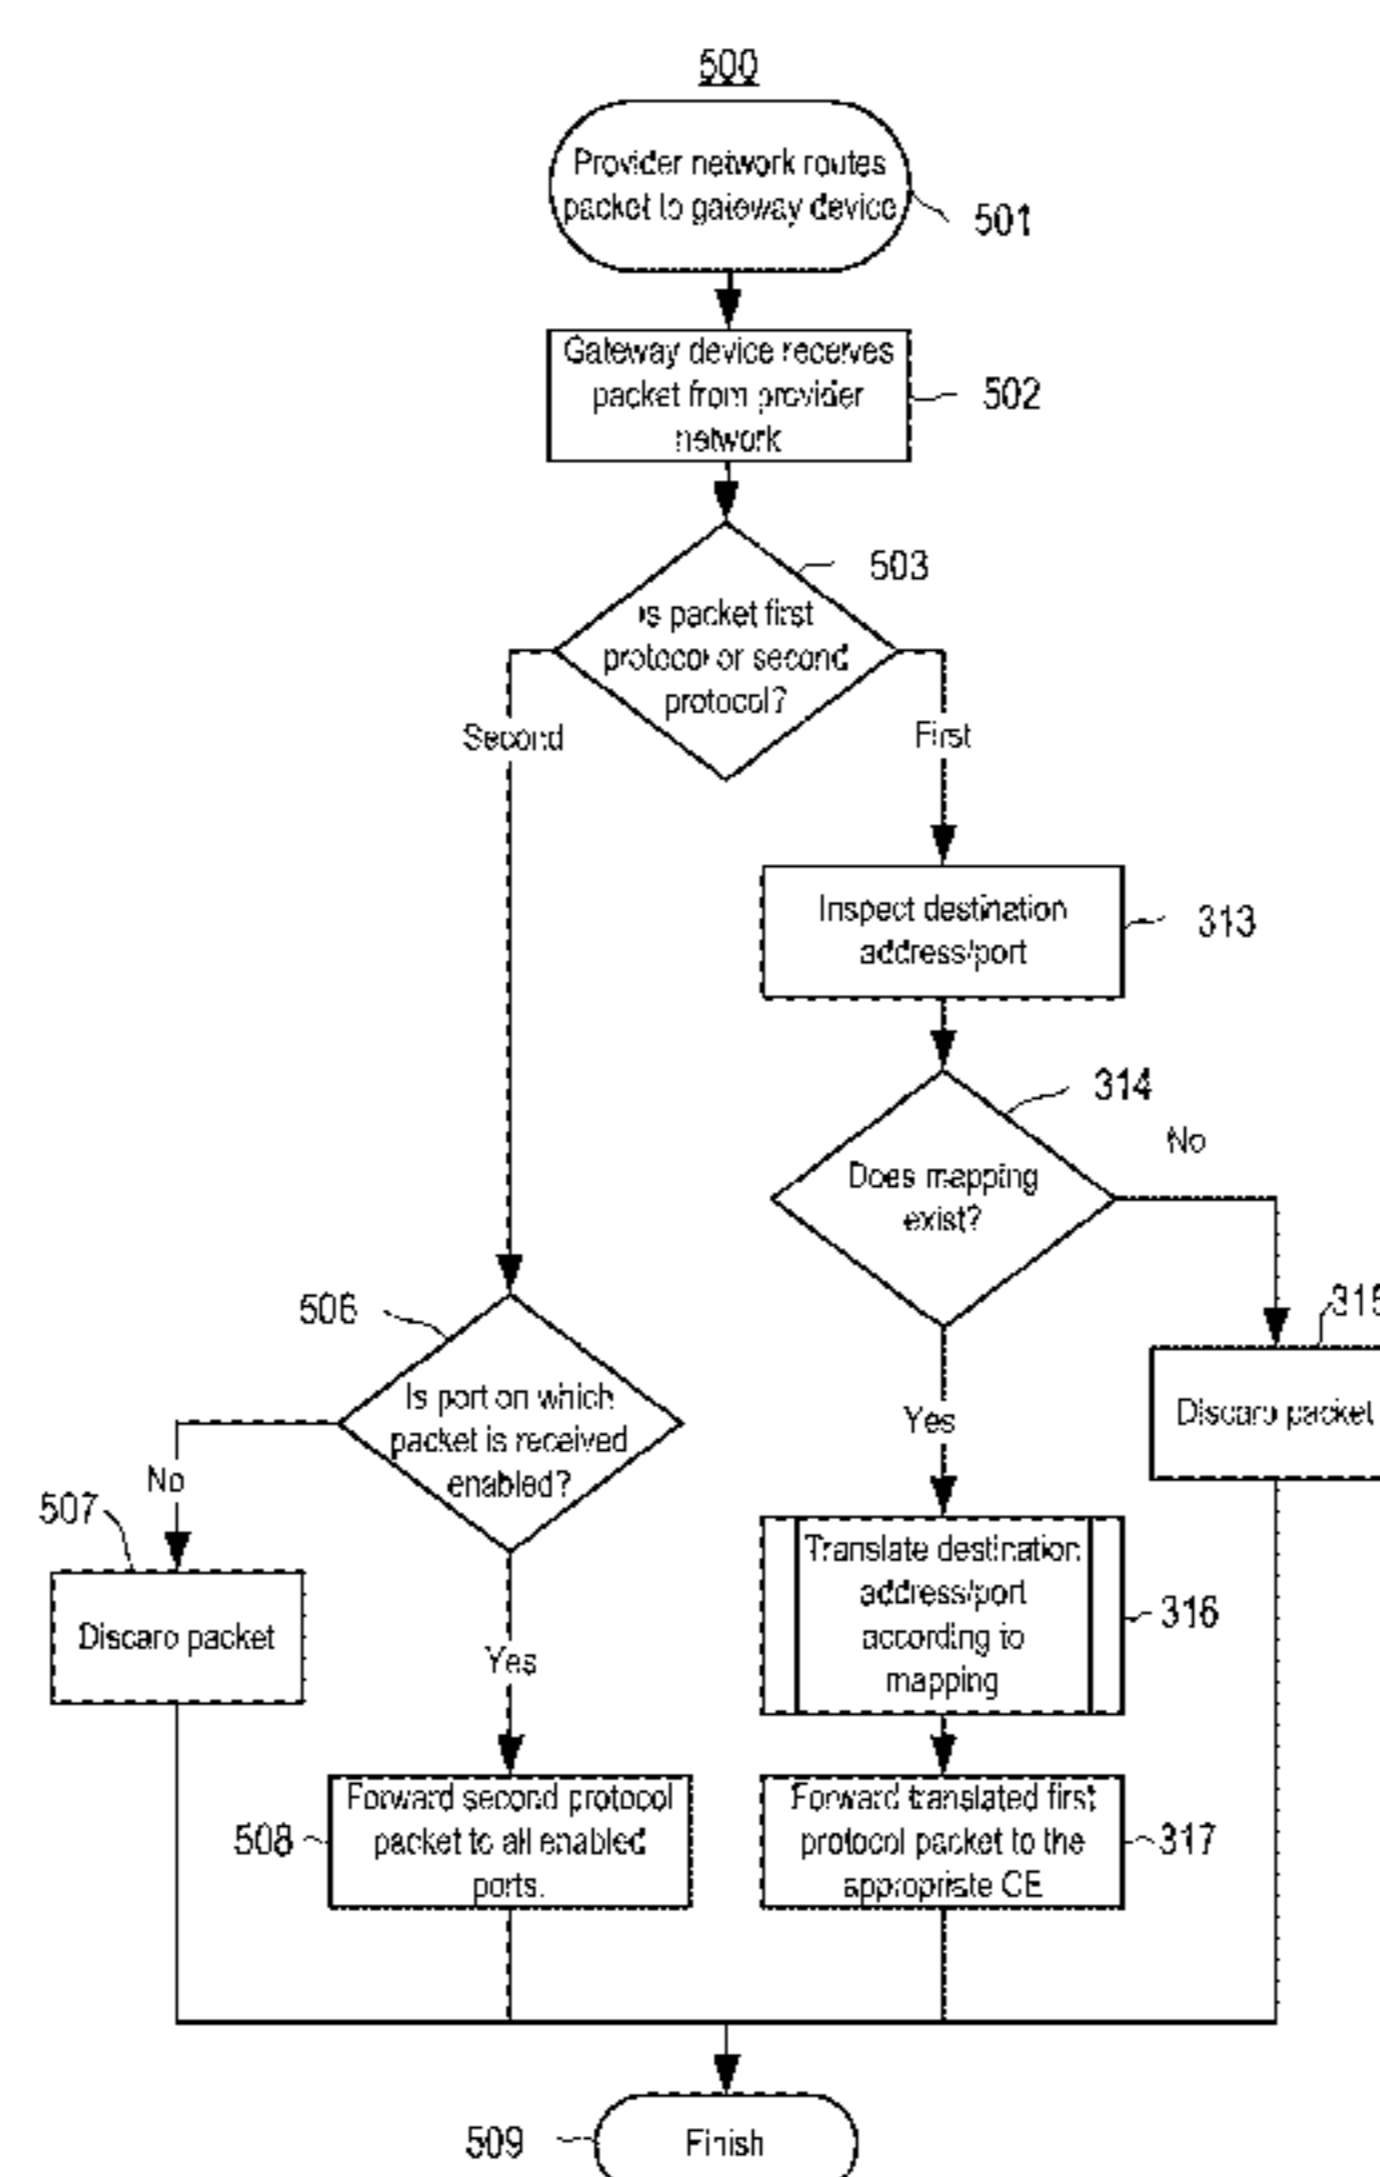 500
Provider network routes
packet to gateway device
501
Gateway device receives
packet from provider
network
502
503
Is packet first
protocol or second
protocol?
Second
First
Inspect destination
address/port
313
314
No
Does mapping
exist?
506
315
Is port on which
packet is received
enabled?
Yes
Discard packet
No
507
Translate destination
address/port
according to
mapping
316
Discard packet
Yes
Forward second protocol
packet to all enabled
ports.
508
Forward translated first
protocol packet to the
appropriate CE
317
509
Finish